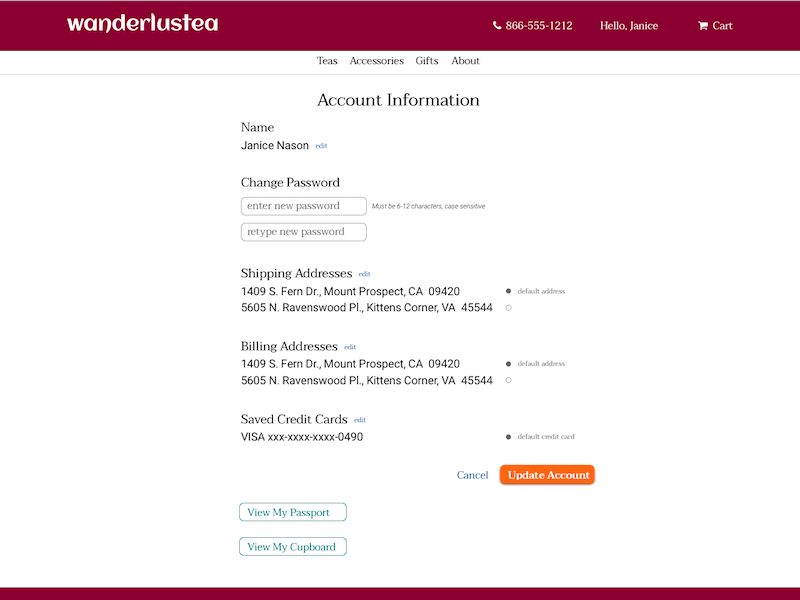 wanderlustea
866-555-1212 Hello, Janice Cart
Teas Accessories Gifts About
Account Information
Name
Janice Nason edit
Change Password
enter new password Must be 6-12 characters, case sensitive
retype new password
Shipping Addresses edit
1409 S. Fern Dr., Mount Prospect, CA 09420 default address
5605 N. Ravenswood Pl., Kittens Corner, VA 45544
Billing Addresses edit
1409 S. Fern Dr., Mount Prospect, CA 09420 default address
5605 N. Ravenswood Pl., Kittens Corner, VA 45544
Saved Credit Cards edit
VISA xxx-xxxx-xxxx-0490 default credit card
Cancel Update Account
View My Passport
View My Cupboard